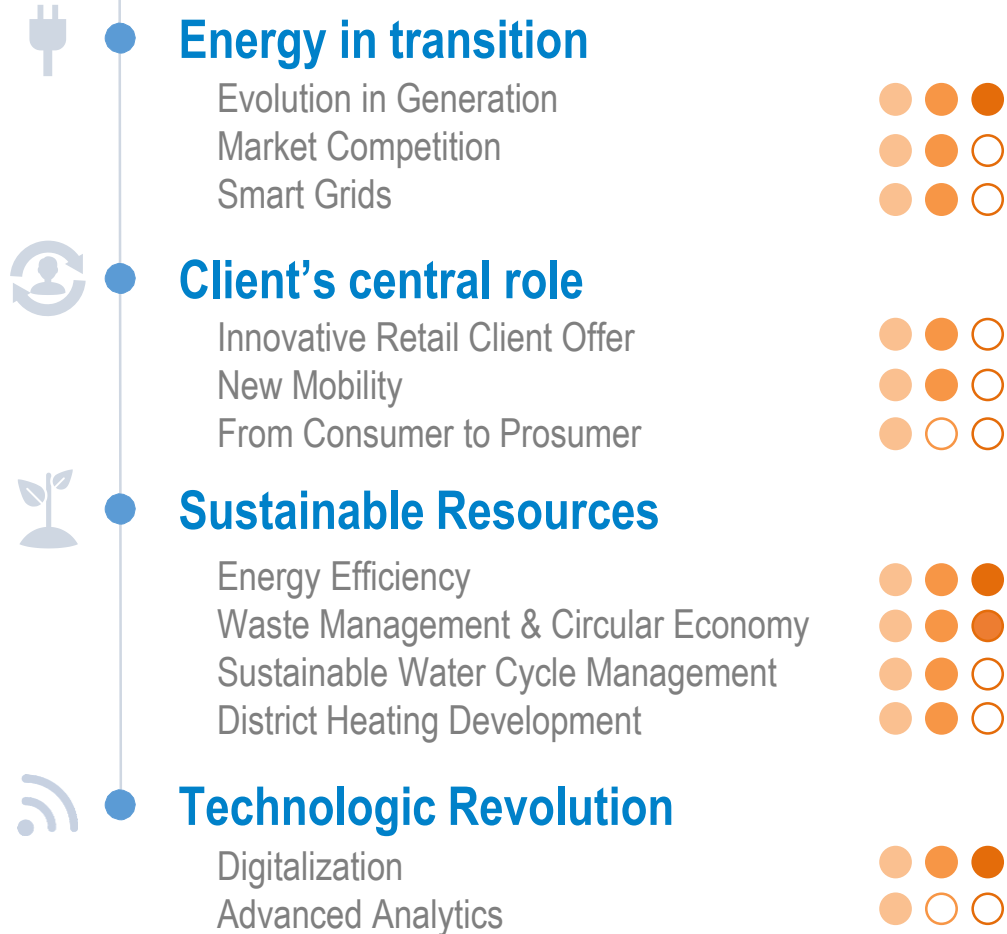 Energy in transition
Evolution in Generation
Market Competition
Smart Grids
Client’s central role
Innovative Retail Client Offer
New Mobility
From Consumer to Prosumer
Sustainable Resources
Energy Efficiency
Waste Management & Circular Economy
Sustainable Water Cycle Management
District Heating Development
Technologic Revolution
Digitalization
Advanced Analytics